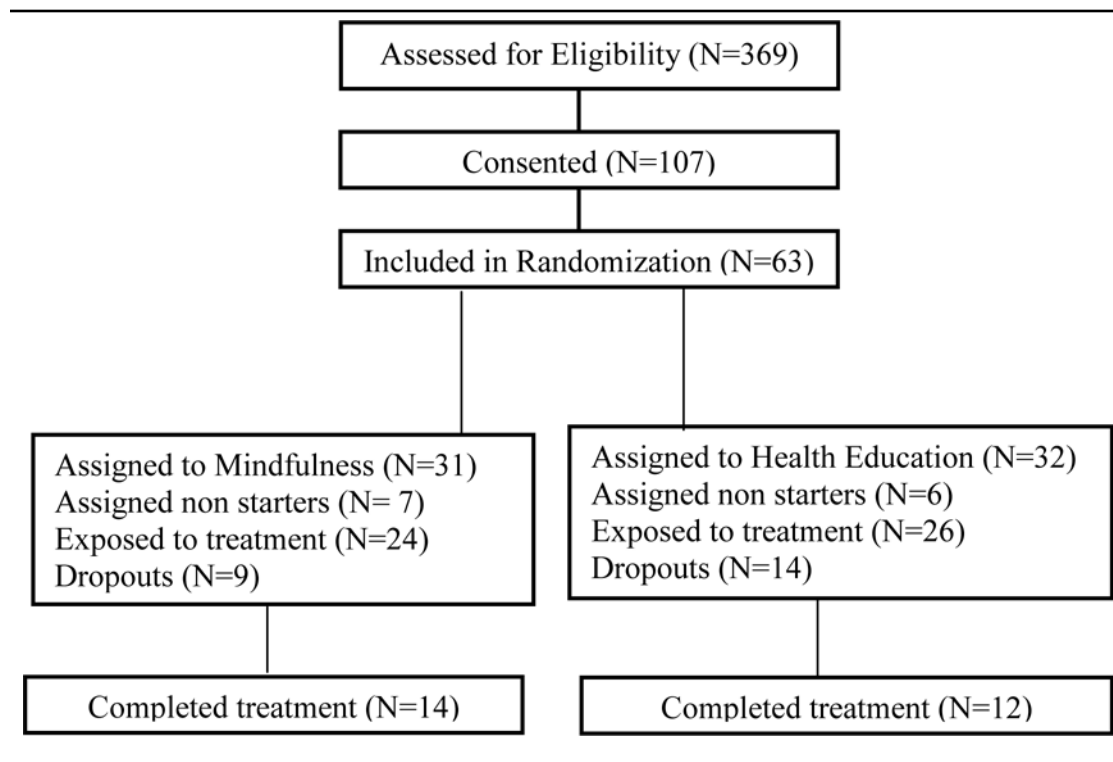 Assessed for Eligibility (N=369)
Consented (N=107)
Included in Randomization (N=63)
Assigned to Mindfulness (N=31)
Assigned non starters (N= 7)
Exposed to treatment (N=24)
Dropouts (N=9)
Assigned to Health Education (N=32)
Assigned non starters (N=6)
Exposed to treatment (N=26)
Dropouts (N=14)
Completed treatment (N=14)
Completed treatment (N=12)